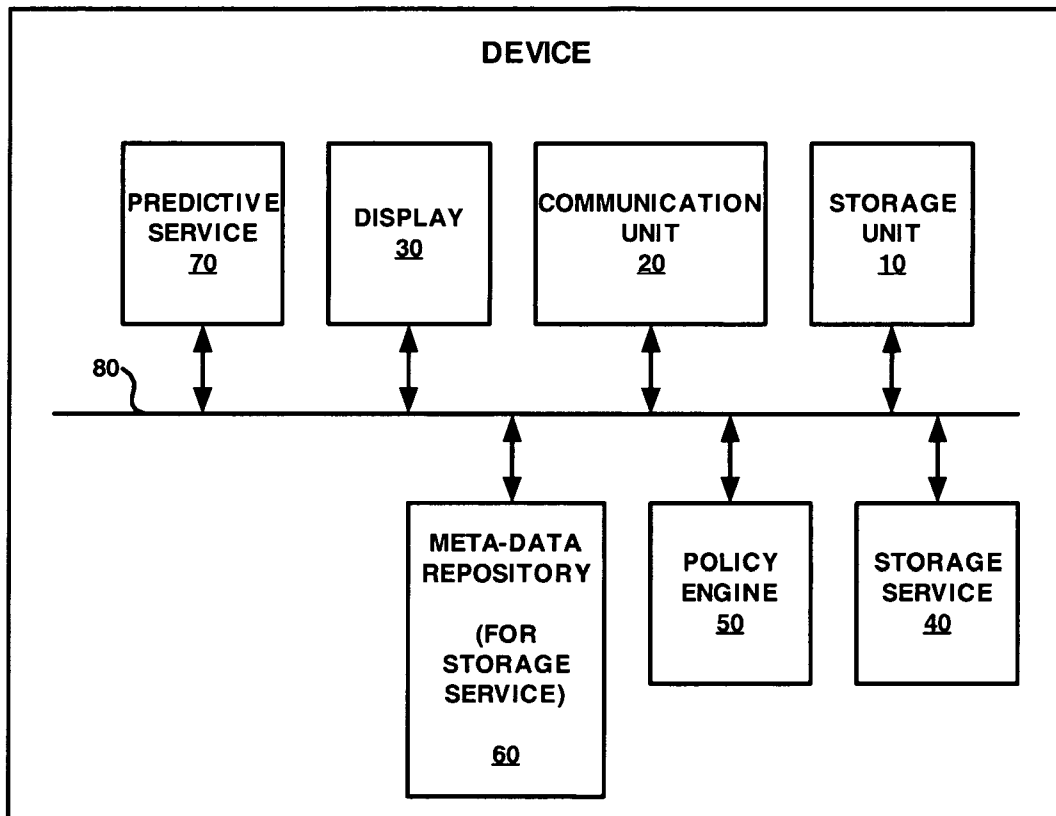 DEVICE
PREDICTIVE
SERVICE
70
DISPLAY
30
COMMUNICATION
UNIT
20
STORAGE
UNIT
10
80
META-DATA
REPOSITORY
(FOR
STORAGE
SERVICE)
60
POLICY
ENGINE
50
STORAGE
SERVICE
40